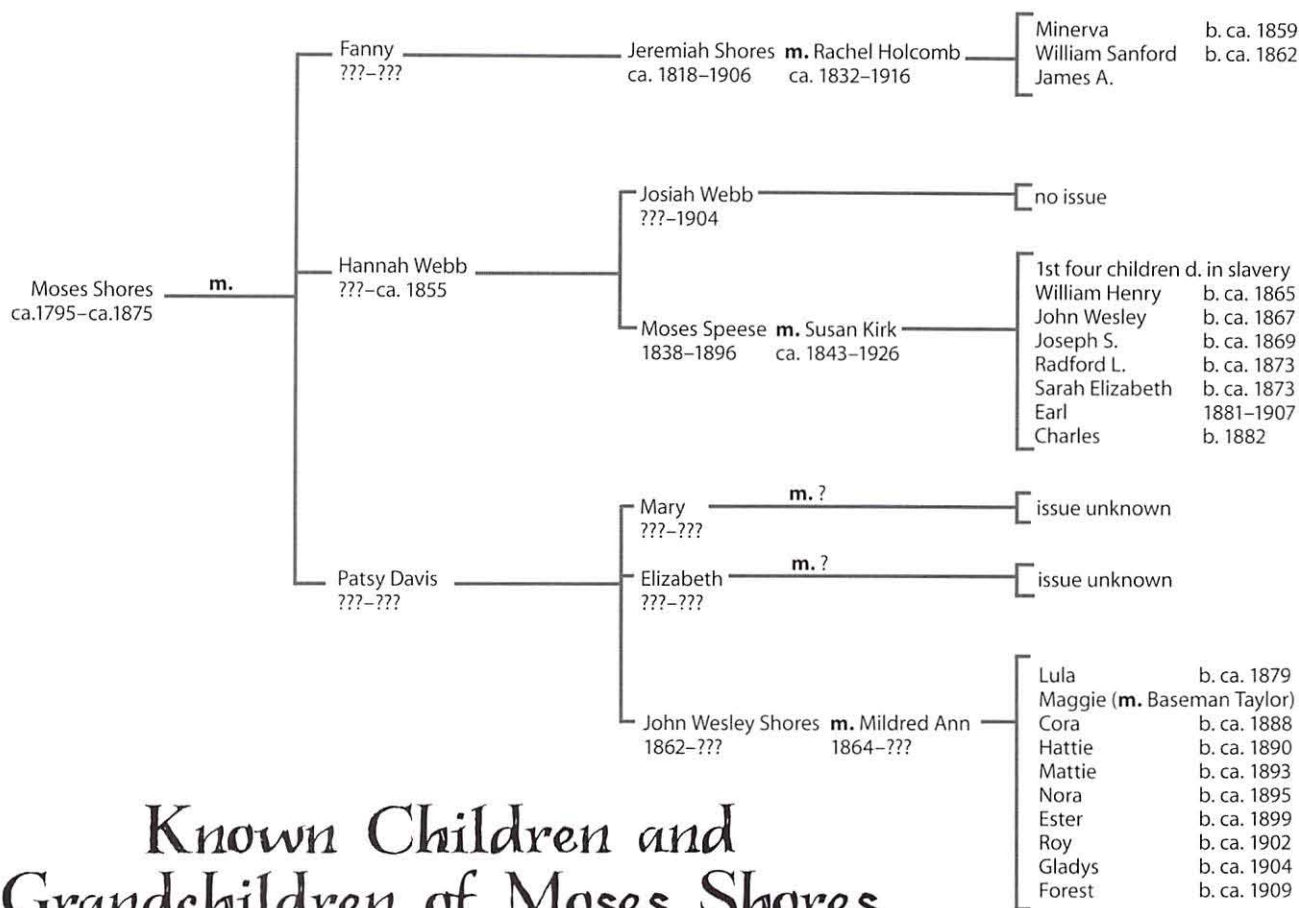 Fanny
???–???
Jeremiah Shores m. Rachel Holcomb
ca. 1818–1906 ca. 1832–1916
Minerva b. ca. 1859
William Sanford b. ca. 1862
James A.
Moses Shores m.
ca.1795–ca.1875
Hannah Webb
???–ca. 1855
Josiah Webb
???–1904
no issue
Moses Speese m. Susan Kirk
1838–1896 ca. 1843–1926
1st four children d. in slavery
William Henry b. ca. 1865
John Wesley b. ca. 1867
Joseph S. b. ca. 1869
Radford L. b. ca. 1873
Sarah Elizabeth b. ca. 1873
Earl 1881–1907
Charles b. 1882
Patsy Davis
???–???
Mary m. ?
???–???
issue unknown
Elizabeth m. ?
???–???
issue unknown
John Wesley Shores m. Mildred Ann
1862–??? 1864–???
Lula b. ca. 1879
Maggie (m. Baseman Taylor)
Cora b. ca. 1888
Hattie b. ca. 1890
Mattie b. ca. 1893
Nora b. ca. 1895
Ester b. ca. 1899
Roy b. ca. 1902
Gladys b. ca. 1904
Forest b. ca. 1909
Known Children and
Grandchildren of Moses Shores